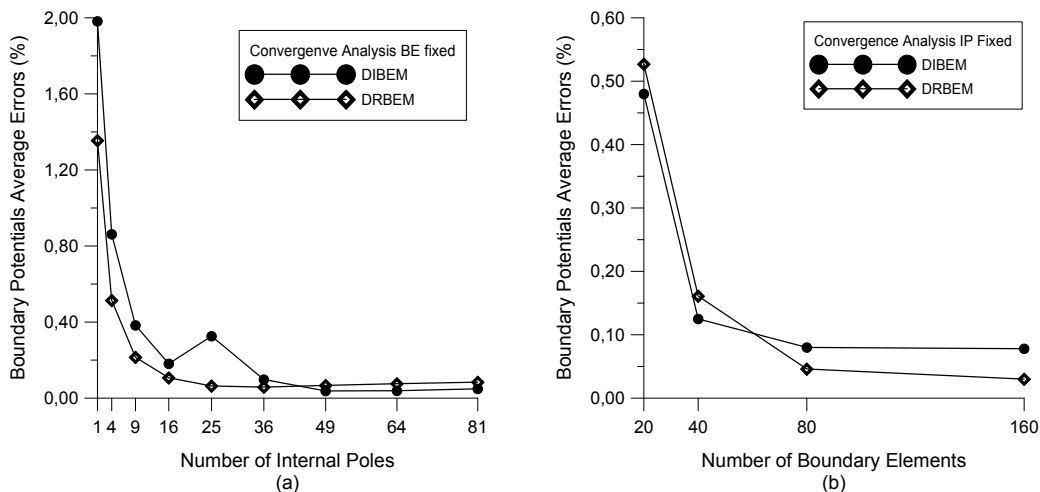 Boundary Potentials Average Errors (%)
2,00
1,60
1,20
0,80
0,40
0,00
Convergenve Analysis BE fixed
DIBEM
DRBEM
1 4 9 16 25 36 49 64 81
Number of Internal Poles
(a)
Boundary Potentials Average Errors (%)
0,60
0,50
0,40
0,30
0,20
0,10
0,00
Convergence Analysis IP Fixed
DIBEM
DRBEM
20 40 80 160
Number of Boundary Elements
(b)